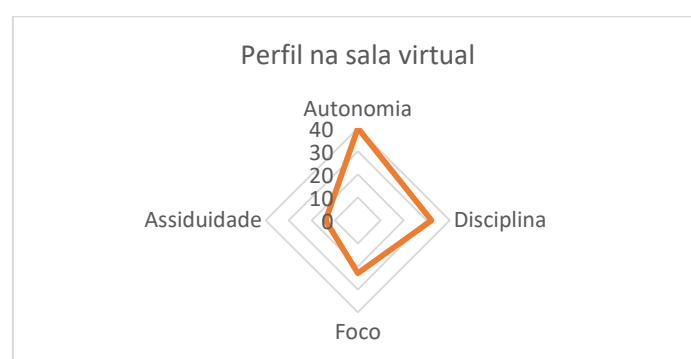 Perfil na sala virtual
Autonomia
40
30
20
10
0
Assiduidade
Disciplina
Foco